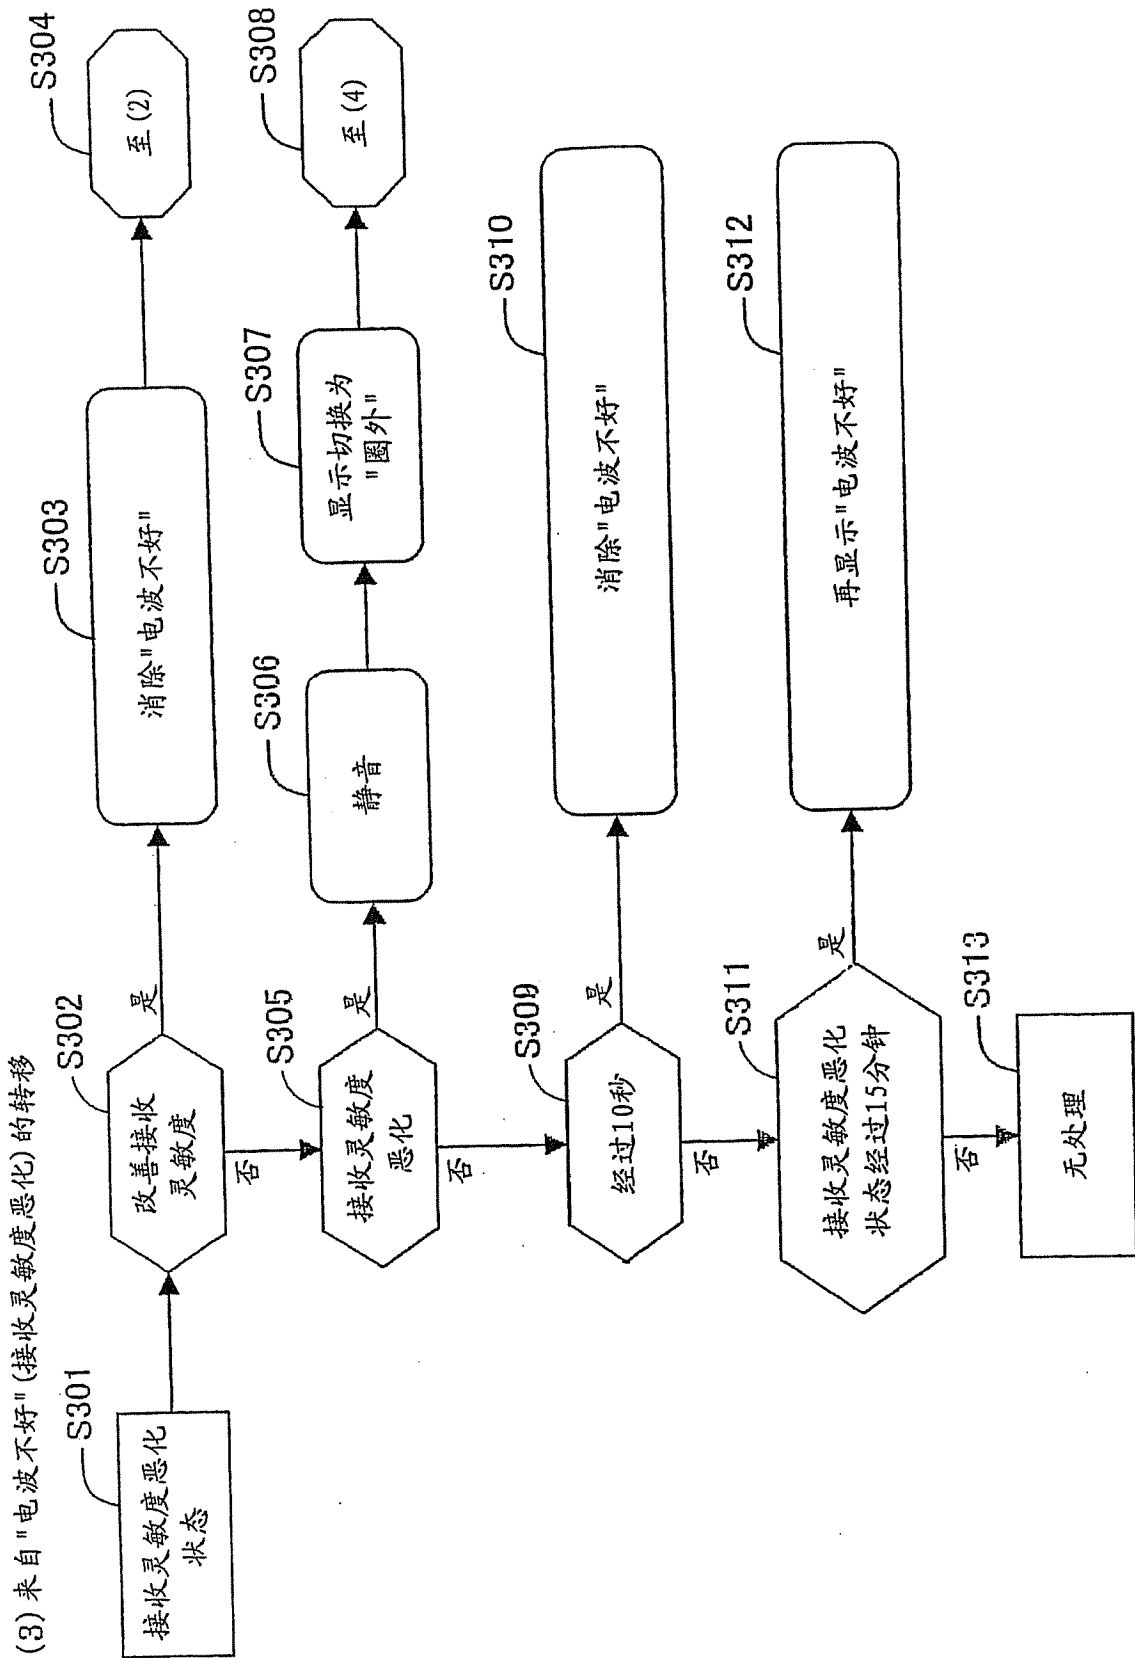 (3) 来自"电波不好"(接收灵敏度恶化)的转移
S301
接收灵敏度恶化
状态
S302
改善接收
灵敏度
是
否
S303
消除"电波不好"
S304
至(2)
S305
接收灵敏度
恶化
是
否
S306
静音
S307
显示切换为
"圈外"
S308
至(4)
S309
经过10秒
是
否
S310
消除"电波不好"
S311
接收灵敏度恶化
状态经过15分钟
是
否
S312
再显示"电波不好"
S313
无处理